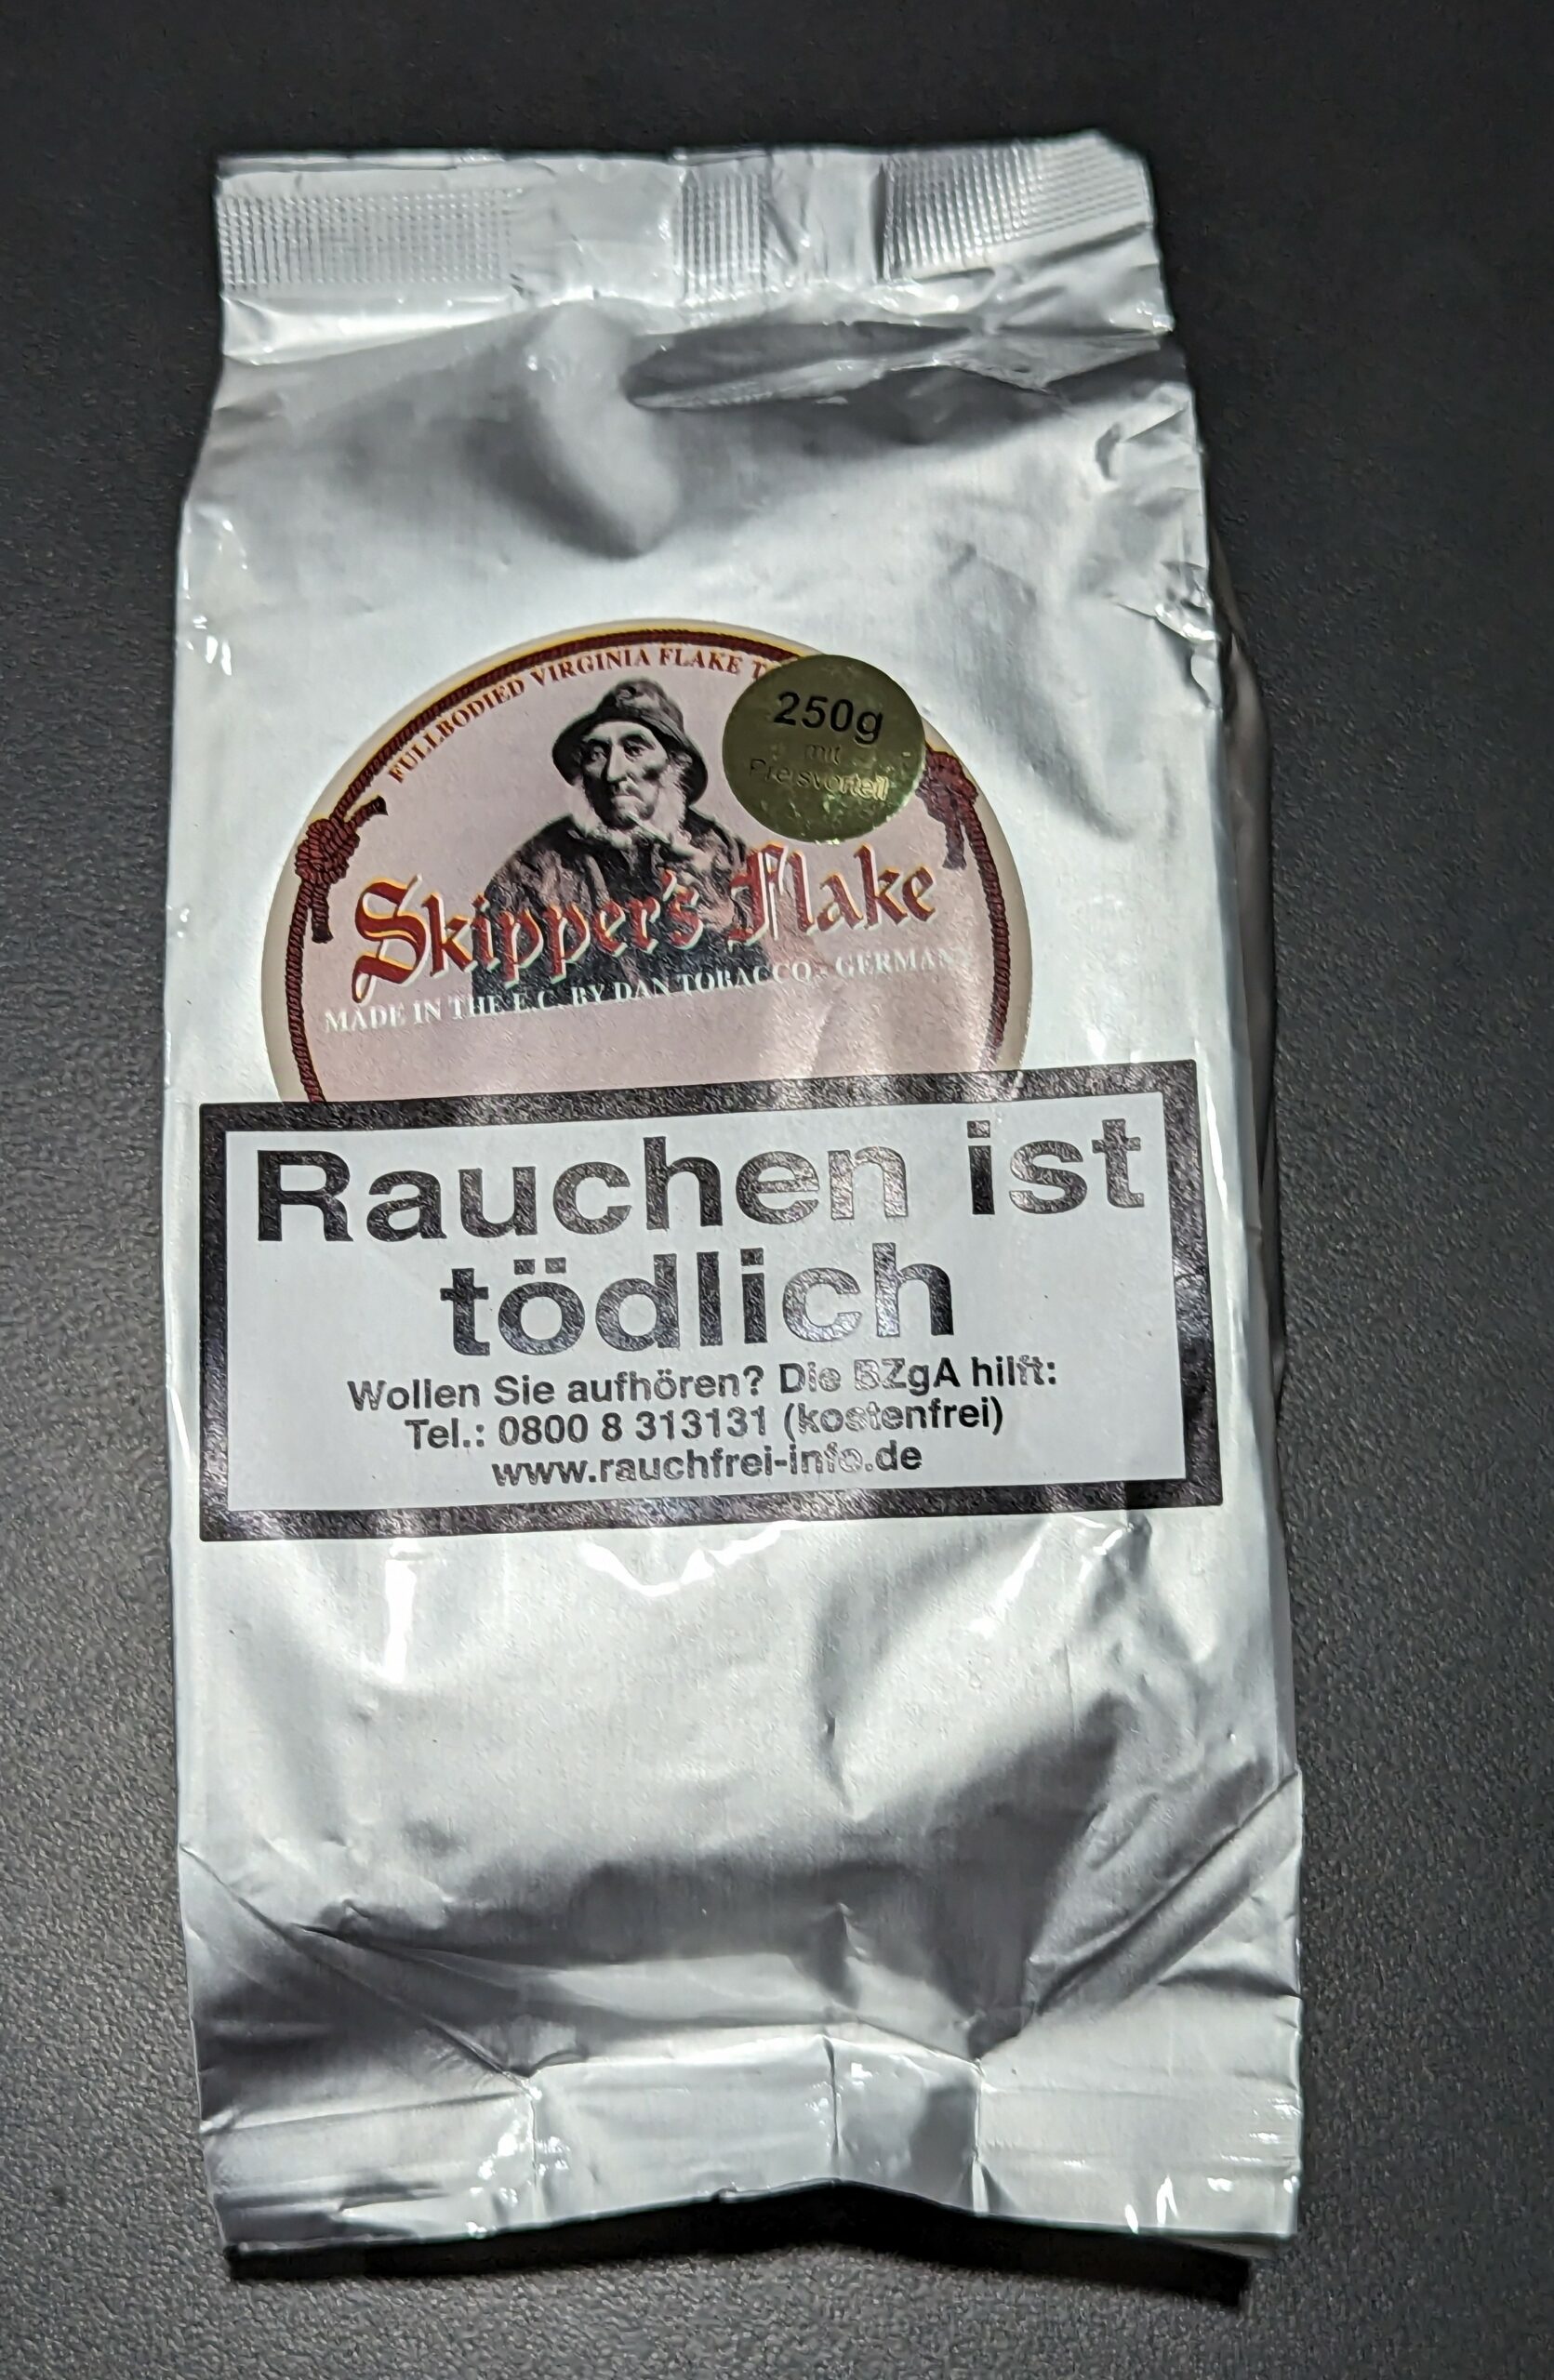 FULLBODIED VIRGINIA FLAKE
250g
mit
Preisvorteil
Skipper's Flake
MADE IN THE E.C. BY DAN TOBACCO - GERMANY
Rauchen ist
tödlich
Wollen Sie aufhören? Die BZgA hilft:
Tel.: 0800 8 313131 (kostenfrei)
www.rauchfrei-info.de